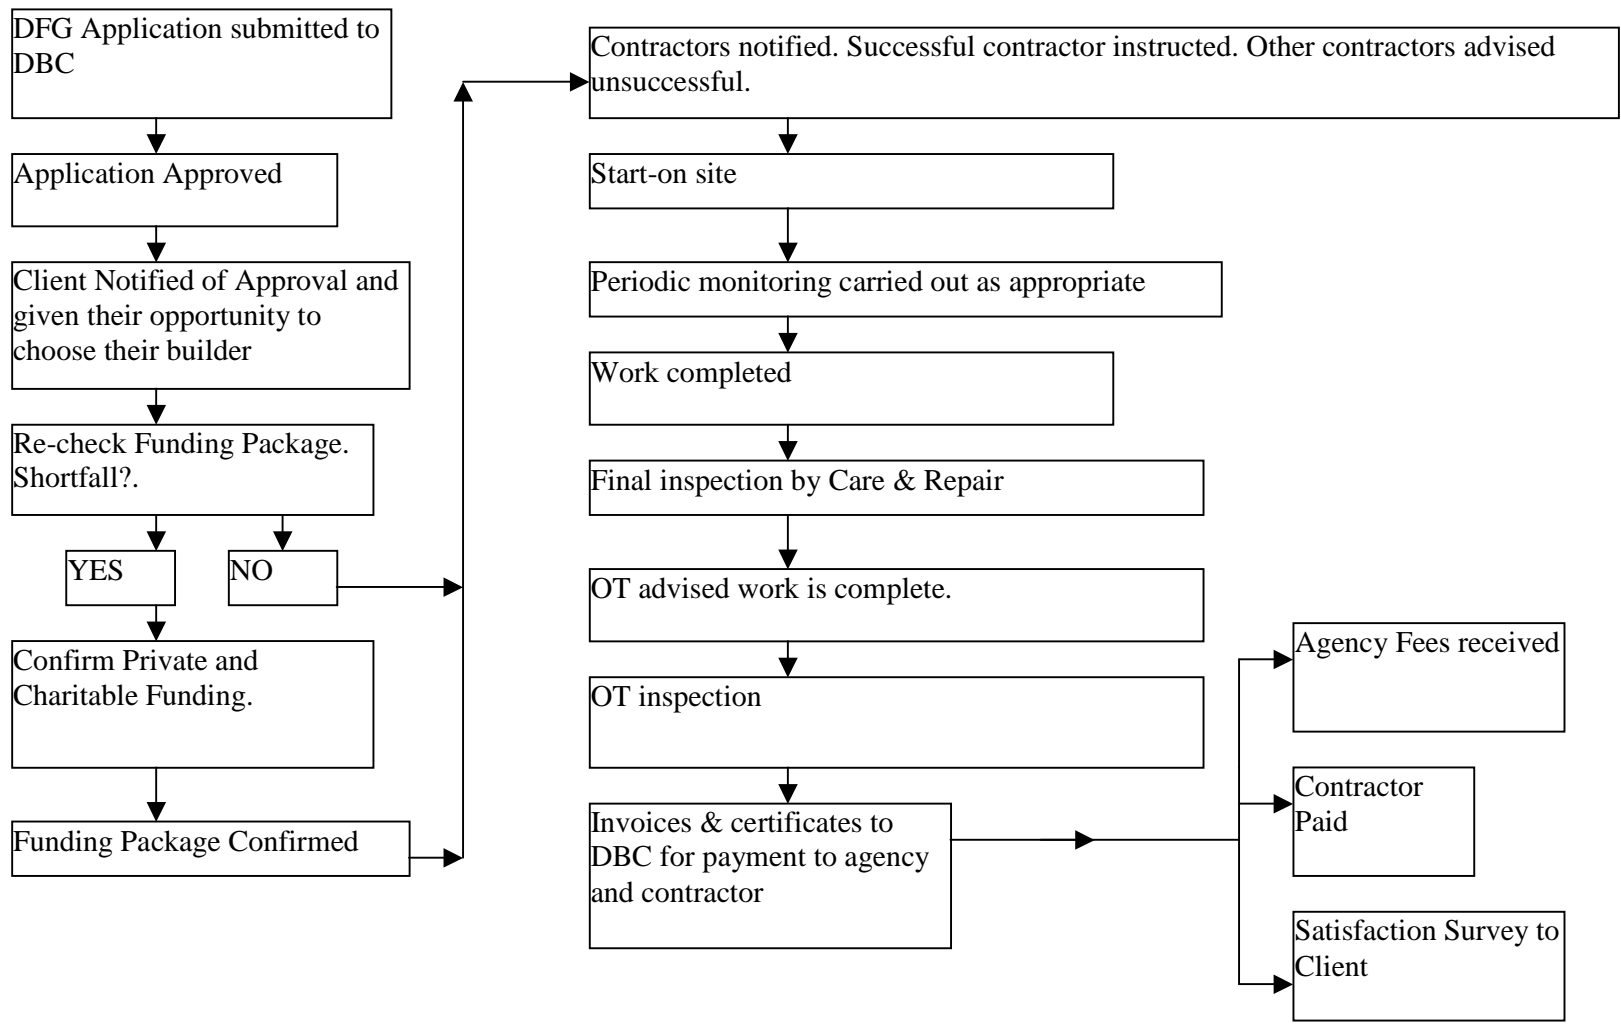 DFG Application submitted to
DBC
Application Approved
Client Notified of Approval and
given their opportunity to
choose their builder
Re-check Funding Package.
Shortfall?.
YES
NO
Confirm Private and
Charitable Funding.
Funding Package Confirmed
Contractors notified. Successful contractor instructed. Other contractors advised
unsuccessful.
Start-on site
Periodic monitoring carried out as appropriate
Work completed
Final inspection by Care & Repair
OT advised work is complete.
OT inspection
Invoices & certificates to
DBC for payment to agency
and contractor
Agency Fees received
Contractor
Paid
Satisfaction Survey to
Client